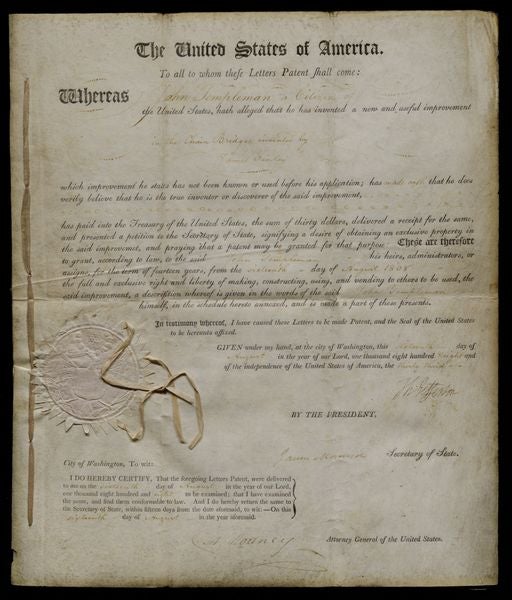 The United States of America.
To all to whom these Letters Patent shall come:
Whereas John Templeman a Citizen
of the United States, hath alleged that he has invented a new and useful improvement
in the Chain Bridge invented by
James Finley
which improvement he states has not been known or used before his application; has made oath that he does
verily believe that he is the true inventor or discoverer of the said improvement,
has paid into the Treasury of the United States, the sum of thirty dollars, delivered a receipt for the same,
and presented a petition to the Secretary of State, signifying a desire of obtaining an exclusive property in
the said improvemet, and praying that a patent may be granted for that purpose: These are therefore
to grant, according to law, to the said John Templeman his heirs, administrators, or
assigns, for the term of fourteen years, from the sixteenth day of August 1808
the full and exclusive right and liberty of making, constructing, using, and vending to others to be used, the
said improvement, a description whereof is given in the words of the said
himself, in the schedule hereto annexed, and is made a part of these presents.
In testimony whereof, I have caused these Letters to be made Patent, and the Seal of the United States
to be hereunto affixed.
GIVEN under my hand, at the city of Washington, this sixteenth day of
August in the year of our Lord, one thousand eight hundred eight and
of the independence of the United States of America, the thirty third
Th Jefferson
BY THE PRESIDENT,
James Madison Secretary of State.
City of Washington, To wit:
I DO HEREBY CERTIFY, That the foregoing Letters Patent, were delivered
to me on the sixteenth day of August in the year of our Lord,
one thousand eight hundred and eight to be examined; that I have examined
the same, and find them conformable to law. And I do hereby return the same to
the Secretary of State, within fifteen days from the date aforesaid, to wit:—On this
sixteenth day of August in the year aforesaid.
C. A. Rodney Attorney General of the United States.